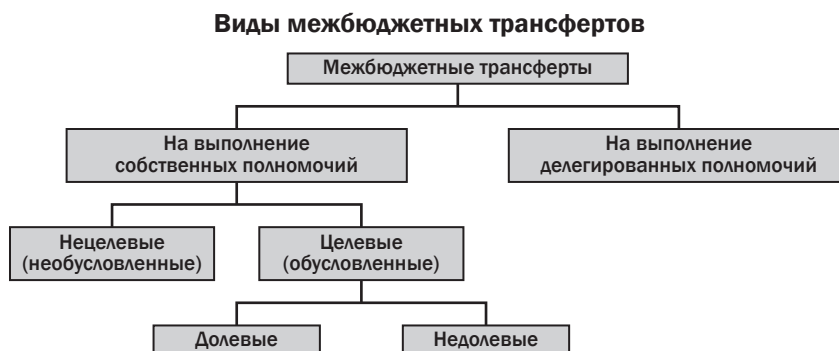 Виды межбюджетных трансфертов
Межбюджетные трансферты
На выполнение
собственных полномочий
На выполнение
делегированных полномочий
Нецелевые
(необусловленные)
Целевые
(обусловленные)
Долевые
Недолевые